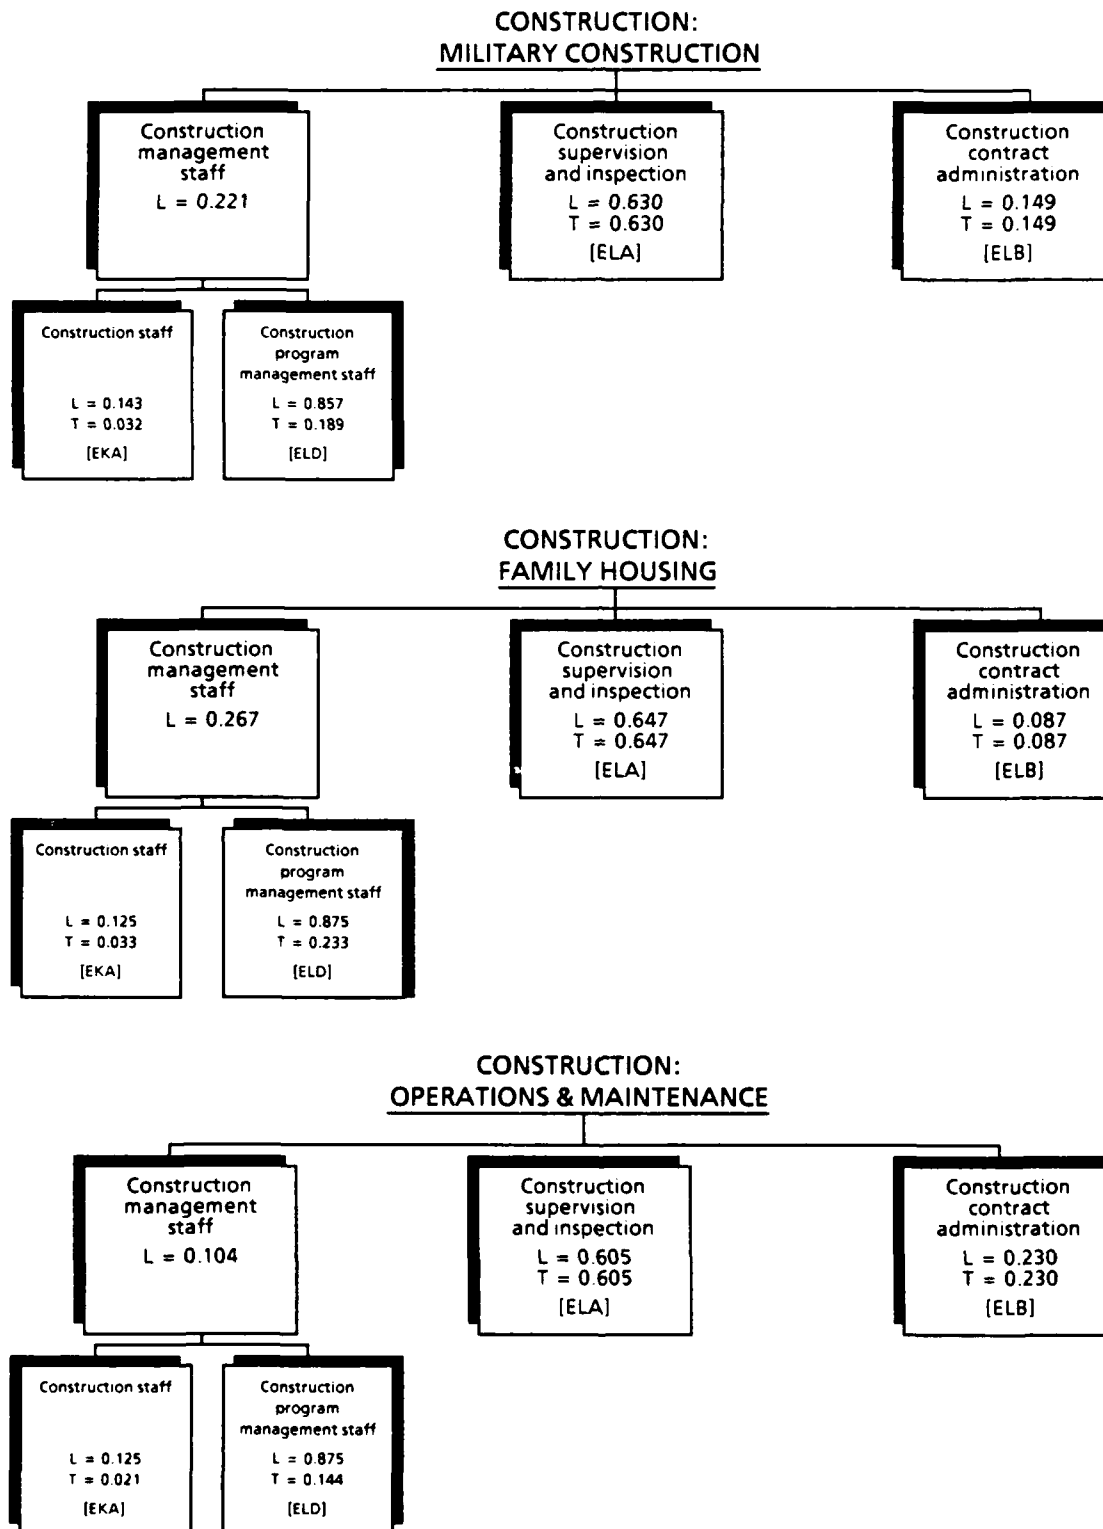 CONSTRUCTION:
MILITARY CONSTRUCTION
Construction
management
staff
L = 0.221
Construction
supervision
and inspection
L = 0.630
T = 0.630
[ELA]
Construction
contract
administration
L = 0.149
T = 0.149
[ELB]
Construction staff
L = 0.143
T = 0.032
[EKA]
Construction
program
management staff
L = 0.857
T = 0.189
[ELD]
CONSTRUCTION:
FAMILY HOUSING
Construction
management
staff
L = 0.267
Construction
supervision
and inspection
L = 0.647
T = 0.647
[ELA]
Construction
contract
administration
L = 0.087
T = 0.087
[ELB]
Construction staff
L = 0.125
T = 0.033
[EKA]
Construction
program
management staff
L = 0.875
T = 0.233
[ELD]
CONSTRUCTION:
OPERATIONS & MAINTENANCE
Construction
management
staff
L = 0.104
Construction
supervision
and inspection
L = 0.605
T = 0.605
[ELA]
Construction
contract
administration
L = 0.230
T = 0.230
[ELB]
Construction staff
L = 0.125
T = 0.021
[EKA]
Construction
program
management staff
L = 0.875
T = 0.144
[ELD]